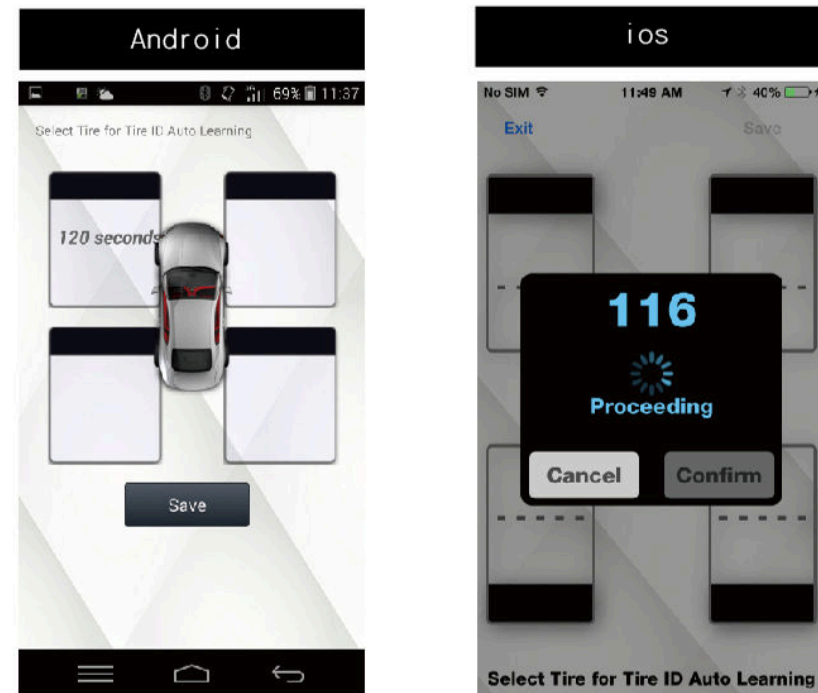 Android
69% 11:37
Select Tire for Tire ID Auto Learning
120 seconds
Save
ios
No SIM 11:49 AM 40%
Exit Save
116
Proceeding
Cancel Confirm
Select Tire for Tire ID Auto Learning